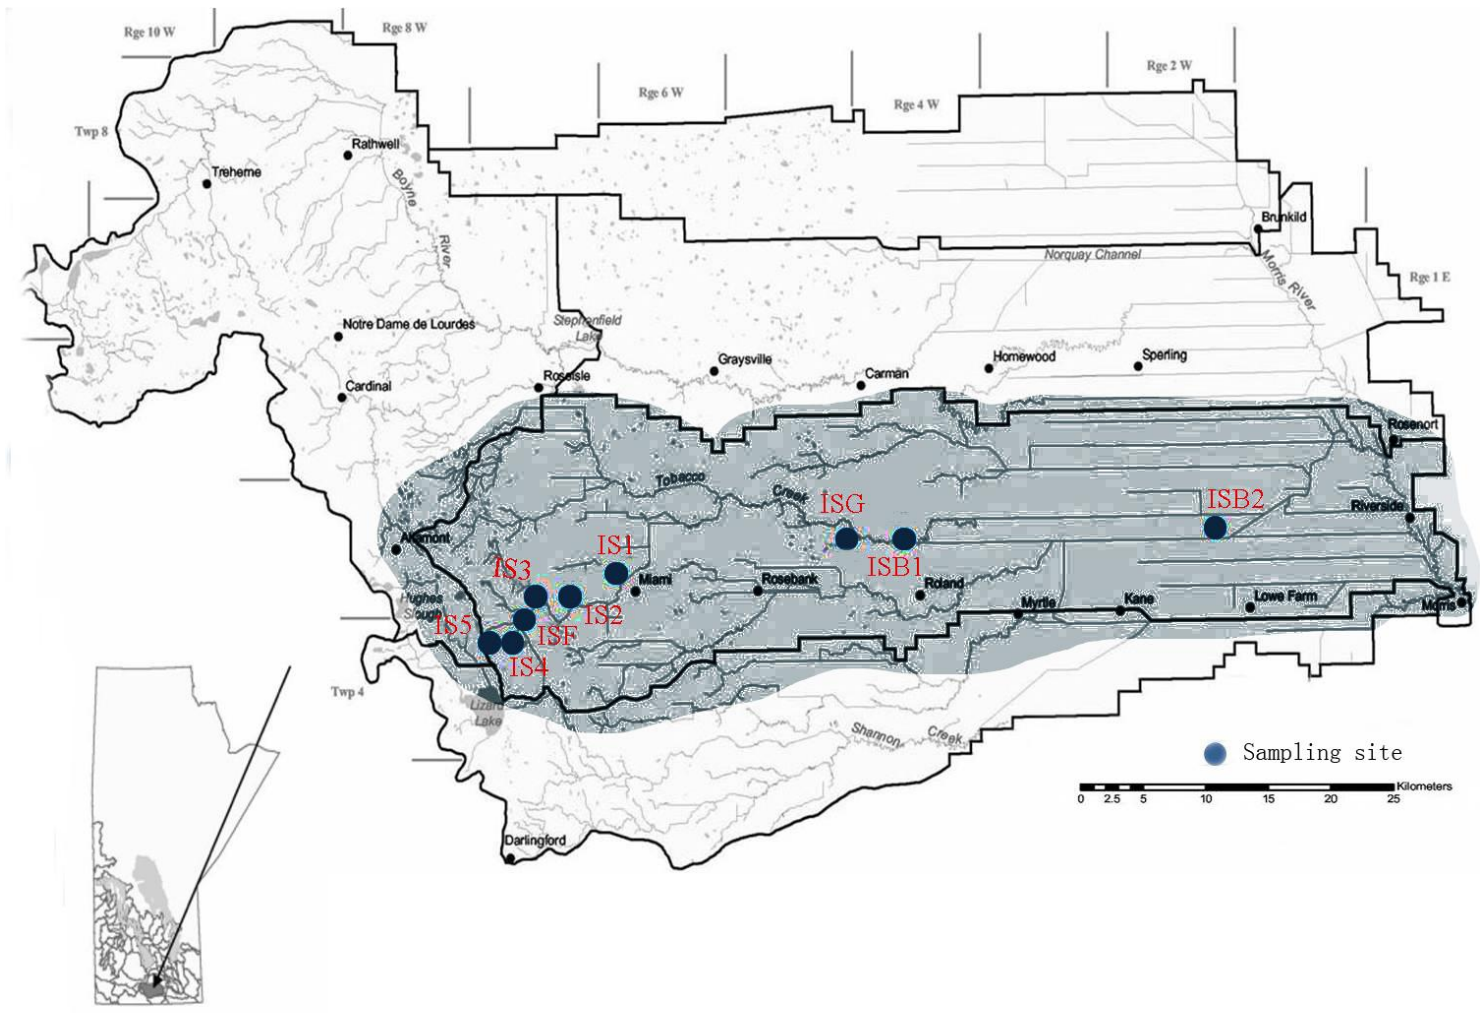 Rge 10 W
Rge 8 W
Rge 6 W
Rge 4 W
Rge 2 W
Twp 8
Rathwell
Treherne
Boyne
River
Brunkild
Norquay Channel
Morris River
Rge 1 E
Notre Dame de Lourdes
Stephenfield
Lake
Graysville
Homewood
Sperling
Carman
Roseisle
Cardinal
Rosenort
Tobacco
Creek
ISG
ISB2
Riverside
Altamont
IS1
ISB1
IS3
Miami
Rosebank
Roland
Hughes
Slough
IS2
Myrtle
Kane
Lowe Farm
Morris
IS5
ISF
IS4
Twp 4
Lizard
Lake
Shannon
Creek
Sampling site
Kilometers
0 2.5 5 10 15 20 25
Darlingford